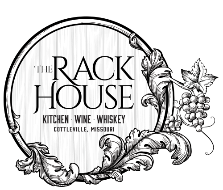 THE RACK
HOUSE
KITCHEN WINE WHISKEY
COTTLEVILLE, MISSOURI